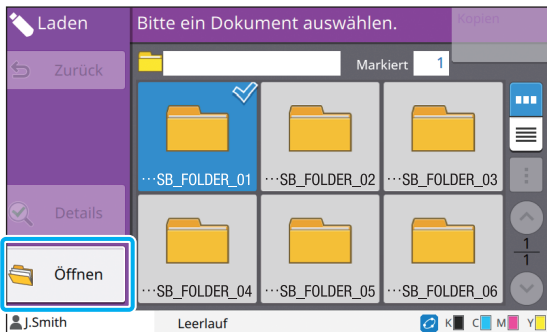 Laden
Bitte ein Dokument auswählen.
Kopien
Zurück
Markiert 1
···SB_FOLDER_01 ···SB_FOLDER_02 ···SB_FOLDER_03
Details
Öffnen
···SB_FOLDER_04 ···SB_FOLDER_05 ···SB_FOLDER_06
1
1
J.Smith
Leerlauf
K C M Y